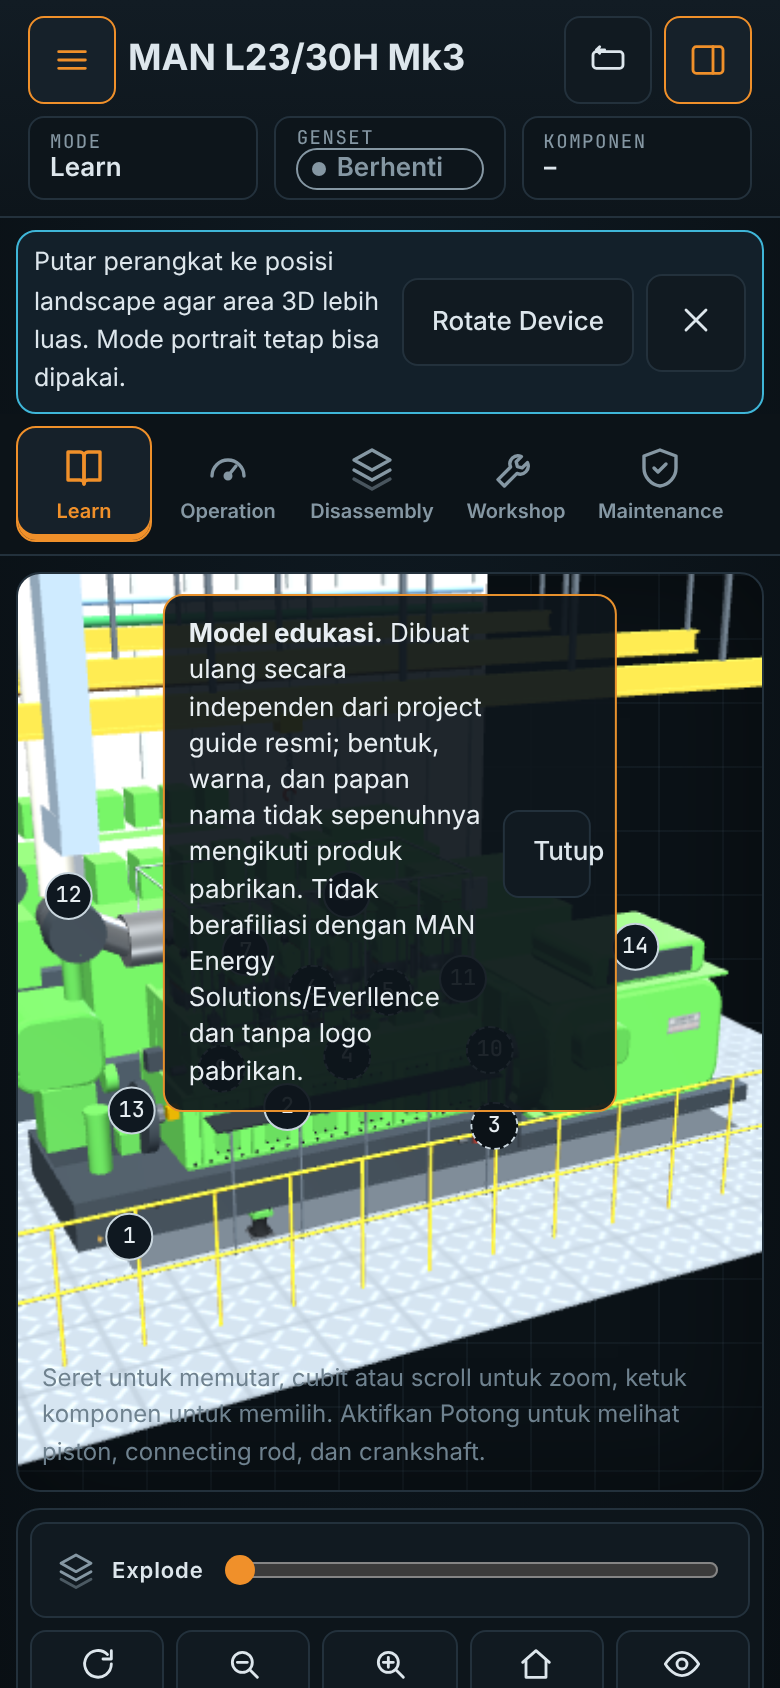 MAN L23/30H Mk3
MODE
Learn
GENSET
Berhenti
KOMPONEN
–
Putar perangkat ke posisi
landscape agar area 3D lebih
luas. Mode portrait tetap bisa
dipakai.
Rotate Device
Learn
Operation
Disassembly
Workshop
Maintenance
Model edukasi. Dibuat
ulang secara
independen dari project
guide resmi; bentuk,
warna, dan papan
nama tidak sepenuhnya
mengikuti produk
pabrikan. Tidak
berafiliasi dengan MAN
Energy
Solutions/Everllence
dan tanpa logo
pabrikan.
Tutup
12
14
7
11
10
4
13
2
3
1
Seret untuk memutar, cubit atau scroll untuk zoom, ketuk
komponen untuk memilih. Aktifkan Potong untuk melihat
piston, connecting rod, dan crankshaft.
Explode